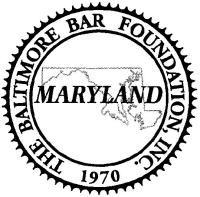 THE BALTIMORE BAR FOUNDATION, INC.
MARYLAND
1970